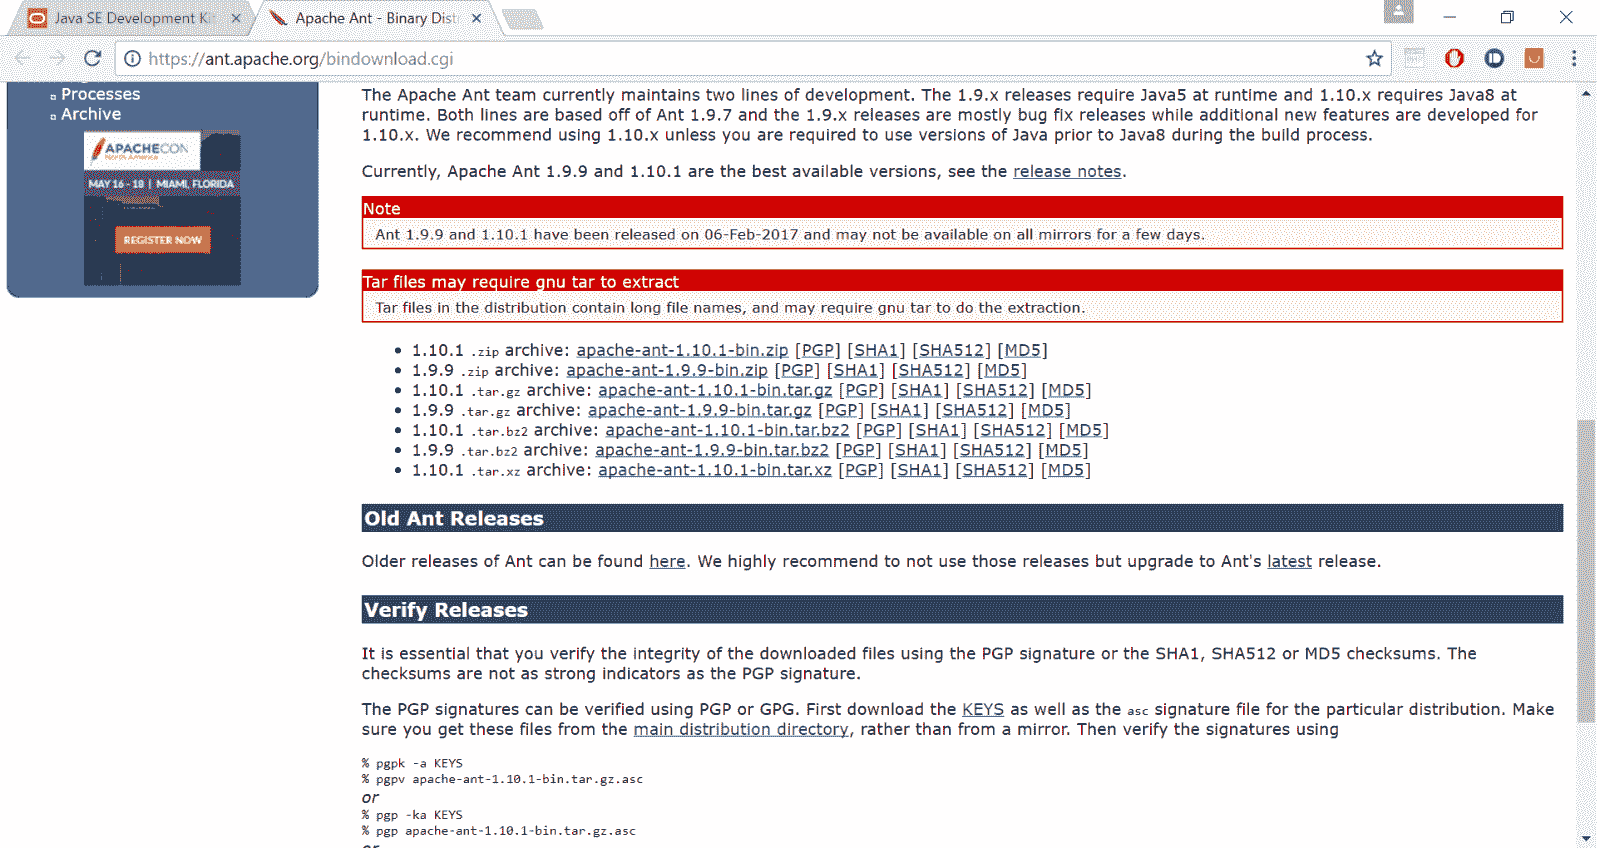 Java SE Development Ki
Apache Ant - Binary Dist
https://ant.apache.org/bindownload.cgi
Processes
Archive
APACHECON
North America
MAY 16 - 18 | MIAMI, FLORIDA
REGISTER NOW
The Apache Ant team currently maintains two lines of development. The 1.9.x releases require Java5 at runtime and 1.10.x requires Java8 at
runtime. Both lines are based off of Ant 1.9.7 and the 1.9.x releases are mostly bug fix releases while additional new features are developed for
1.10.x. We recommend using 1.10.x unless you are required to use versions of Java prior to Java8 during the build process.
Currently, Apache Ant 1.9.9 and 1.10.1 are the best available versions, see the release notes.
Note
Ant 1.9.9 and 1.10.1 have been released on 06-Feb-2017 and may not be available on all mirrors for a few days.
Tar files may require gnu tar to extract
Tar files in the distribution contain long file names, and may require gnu tar to do the extraction.
• 1.10.1 .zip archive: apache-ant-1.10.1-bin.zip [PGP] [SHA1] [SHA512] [MD5]
• 1.9.9 .zip archive: apache-ant-1.9.9-bin.zip [PGP] [SHA1] [SHA512] [MD5]
• 1.10.1 .tar.gz archive: apache-ant-1.10.1-bin.tar.gz [PGP] [SHA1] [SHA512] [MD5]
• 1.9.9 .tar.gz archive: apache-ant-1.9.9-bin.tar.gz [PGP] [SHA1] [SHA512] [MD5]
• 1.10.1 .tar.bz2 archive: apache-ant-1.10.1-bin.tar.bz2 [PGP] [SHA1] [SHA512] [MD5]
• 1.9.9 .tar.bz2 archive: apache-ant-1.9.9-bin.tar.bz2 [PGP] [SHA1] [SHA512] [MD5]
• 1.10.1 .tar.xz archive: apache-ant-1.10.1-bin.tar.xz [PGP] [SHA1] [SHA512] [MD5]
Old Ant Releases
Older releases of Ant can be found here. We highly recommend to not use those releases but upgrade to Ant's latest release.
Verify Releases
It is essential that you verify the integrity of the downloaded files using the PGP signature or the SHA1, SHA512 or MD5 checksums. The
checksums are not as strong indicators as the PGP signature.
The PGP signatures can be verified using PGP or GPG. First download the KEYS as well as the asc signature file for the particular distribution. Make
sure you get these files from the main distribution directory, rather than from a mirror. Then verify the signatures using
% pgpk -a KEYS
% pgpv apache-ant-1.10.1-bin.tar.gz.asc
or
% pgp -ka KEYS
% pgp apache-ant-1.10.1-bin.tar.gz.asc